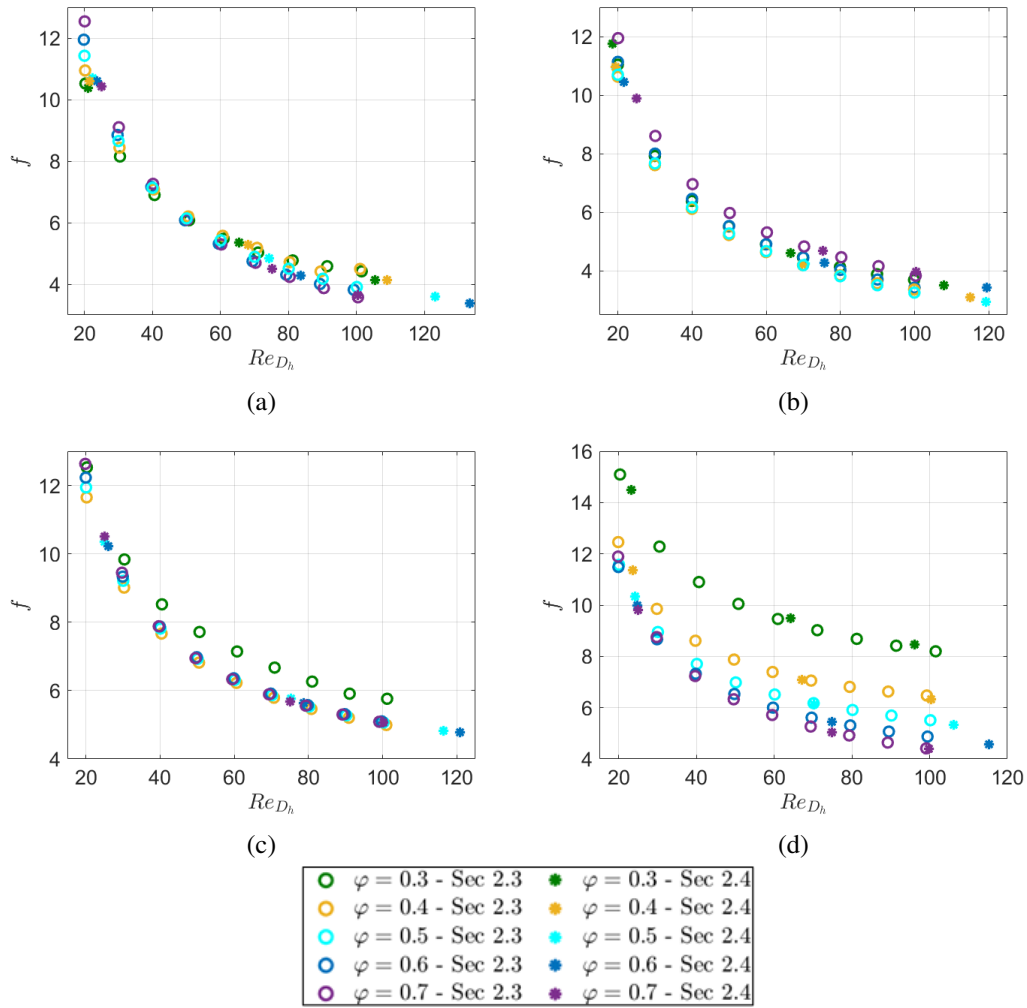 12
10
8
6
4
f
20 40 60 80 100 120
Re_{D_h}
(a)
12
10
8
6
4
f
20 40 60 80 100 120
Re_{D_h}
(b)
12
10
8
6
4
f
20 40 60 80 100 120
Re_{D_h}
(c)
16
14
12
10
8
6
4
f
20 40 60 80 100 120
Re_{D_h}
(d)
φ = 0.3 - Sec 2.3 φ = 0.3 - Sec 2.4
φ = 0.4 - Sec 2.3 φ = 0.4 - Sec 2.4
φ = 0.5 - Sec 2.3 φ = 0.5 - Sec 2.4
φ = 0.6 - Sec 2.3 φ = 0.6 - Sec 2.4
φ = 0.7 - Sec 2.3 φ = 0.7 - Sec 2.4